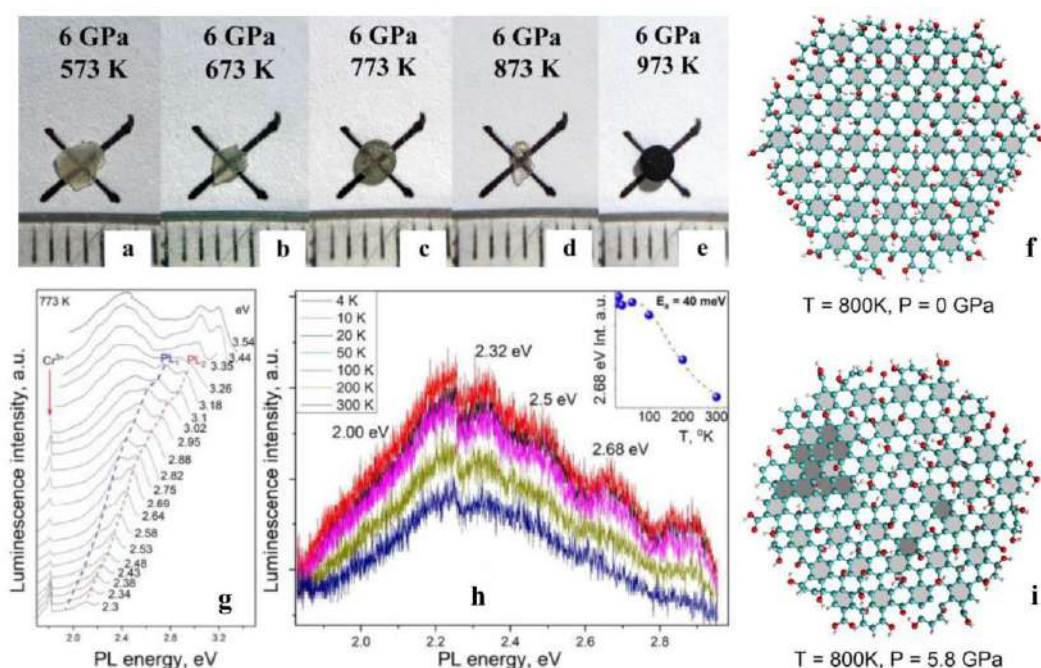 6 GPa
573 K
6 GPa
673 K
6 GPa
773 K
6 GPa
873 K
6 GPa
973 K
a
b
c
d
e
f
T = 800K, P = 0 GPa
773 K
eV
3.54
3.44
3.35
3.26
3.18
3.1
3.02
2.95
2.88
2.82
2.75
2.69
2.64
2.58
2.53
2.48
2.43
2.38
2.34
2.3
PL₁
PL₂
Luminescence intensity, a.u.
2.0 2.4 2.8 3.2 3.6
PL energy, eV
g
4 K
10 K
20 K
50 K
100 K
200 K
300 K
2.00 eV
2.32 eV
2.5 eV
2.68 eV
Luminescence intensity, a.u.
2.0 2.2 2.4 2.6 2.8
PL energy, eV
h
2.68 eV Int. a.u.
Eₐ = 40 meV
100 200 300
T, °K
i
T = 800K, P = 5.8 GPa